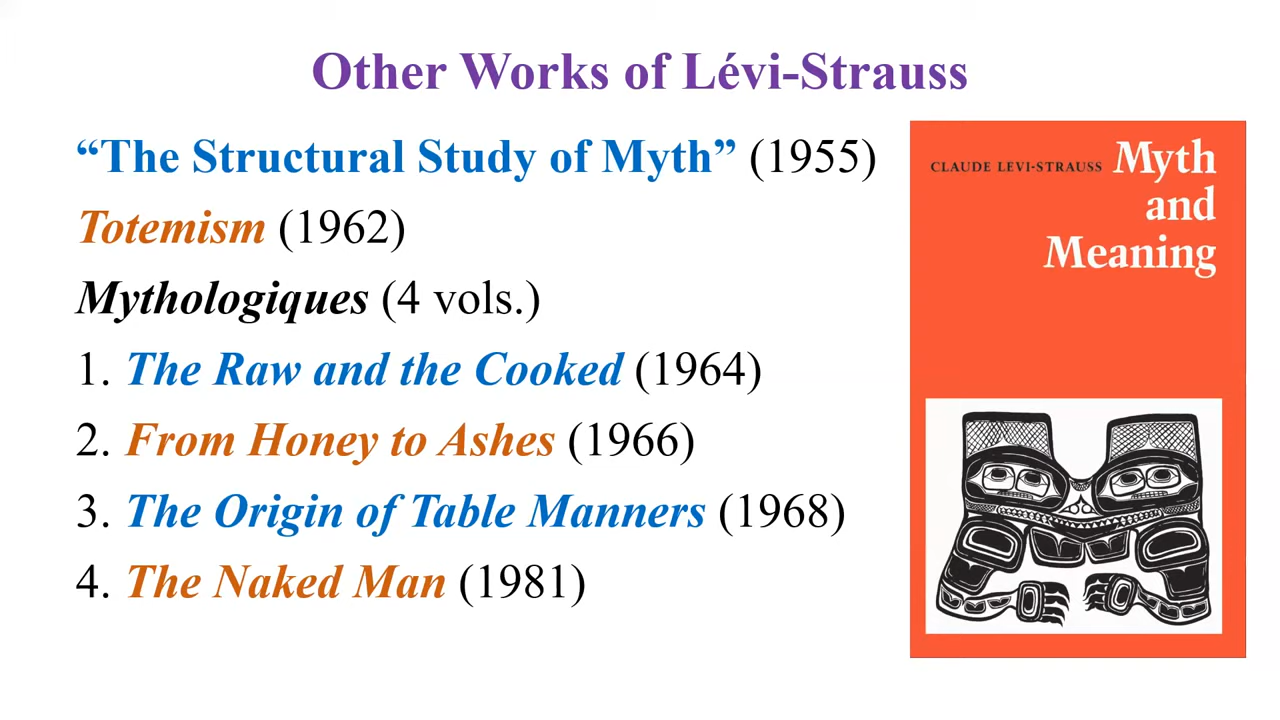 Other Works of Lévi-Strauss
“The Structural Study of Myth” (1955)
Totemism (1962)
Mythologiques (4 vols.)
1. The Raw and the Cooked (1964)
2. From Honey to Ashes (1966)
3. The Origin of Table Manners (1968)
4. The Naked Man (1981)
CLAUDE LÉVI-STRAUSS Myth
and
Meaning